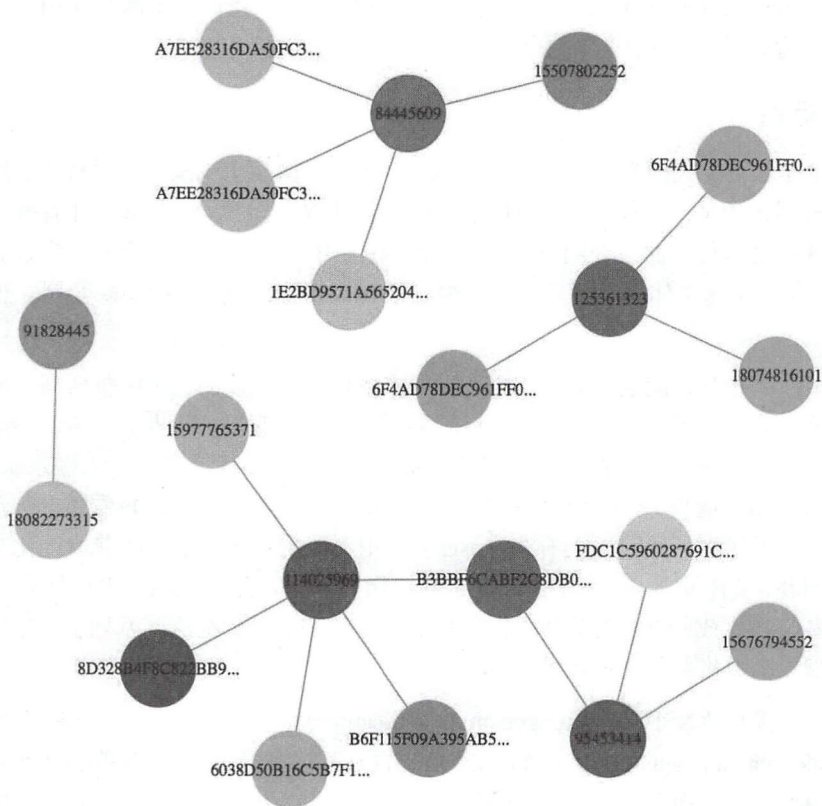 A7EE28316DA50FC3...
15507802252
84445609
A7EE28316DA50FC3...
6F4AD78DEC961FF0...
1E2BD9571A565204...
125361323
91828445
6F4AD78DEC961FF0...
18074816101
15977765371
18082273315
FDC1C5960287691C...
114025969
B3BBF6CABF2C8DB0...
15676794552
8D328B4F8C822BB9...
B6F115F09A395AB5...
95453414
6038D50B16C5B7F1...